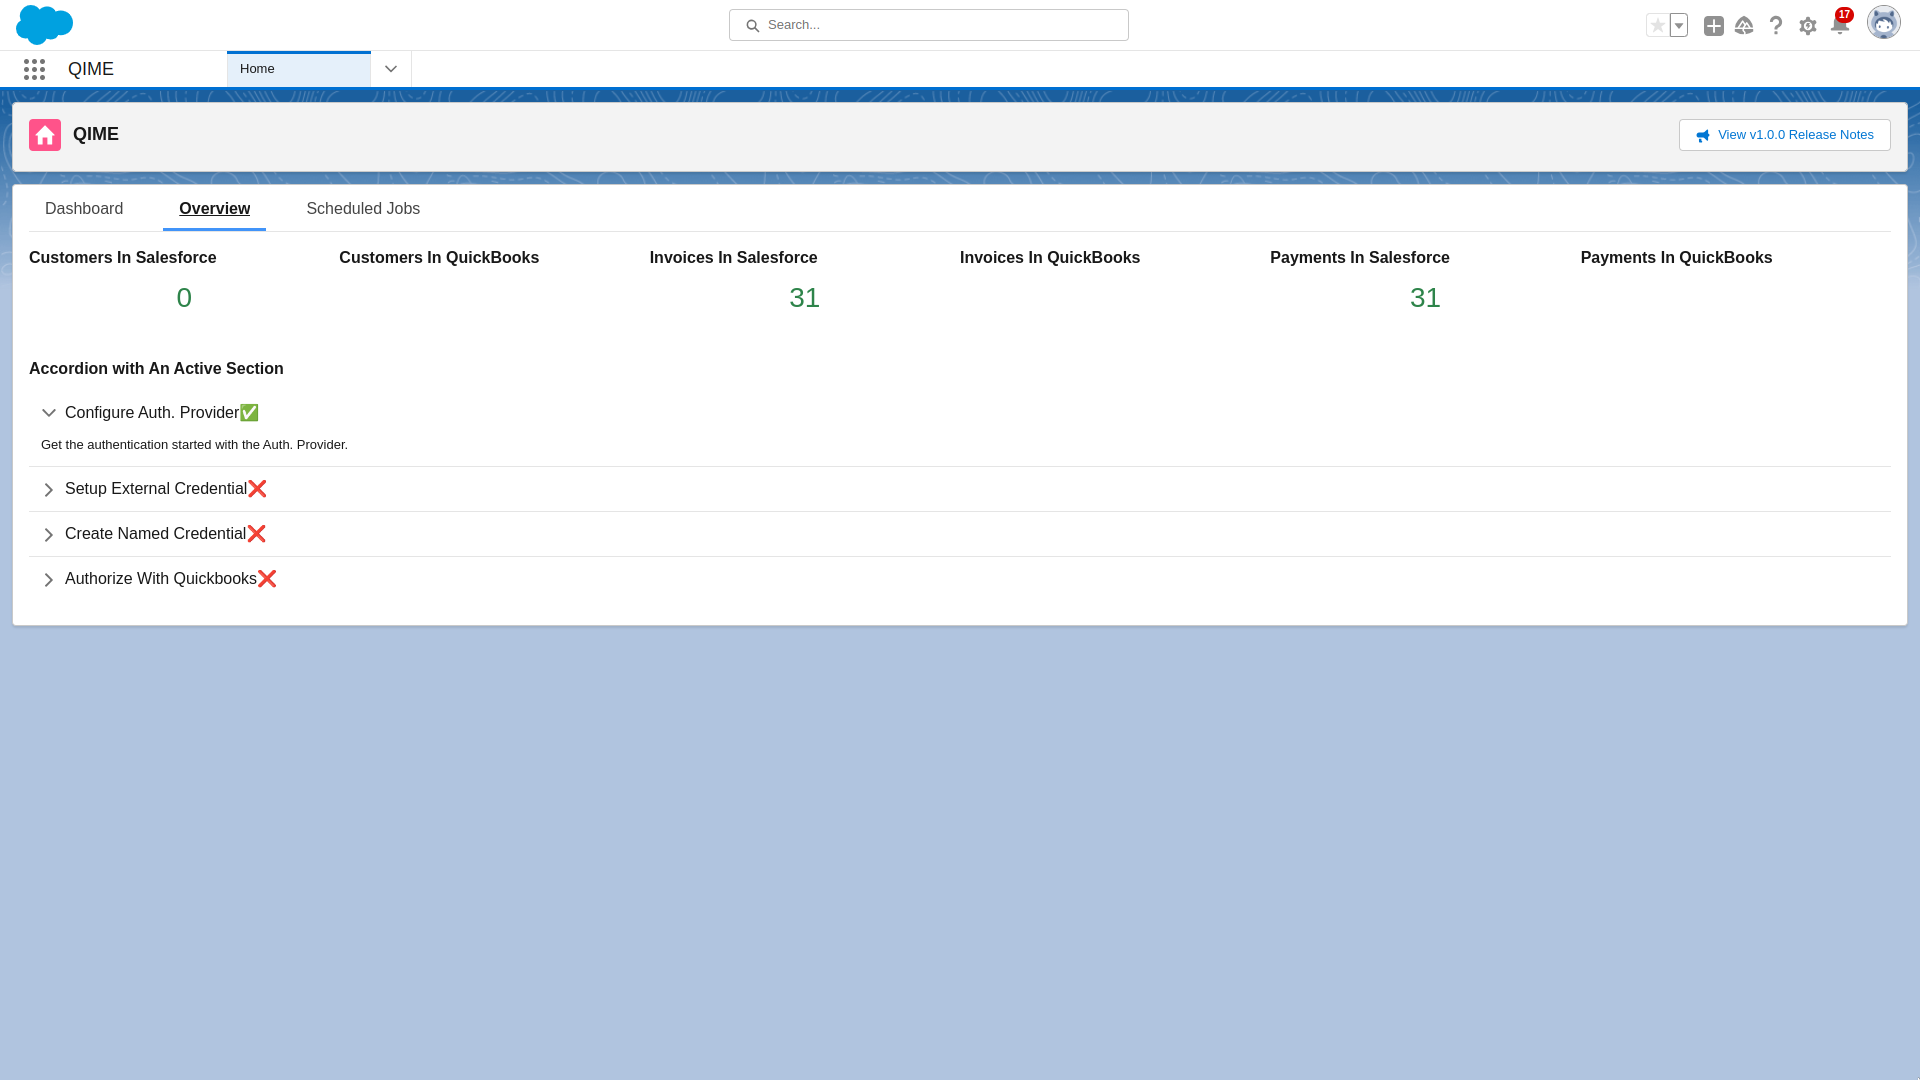 Search...
17
QIME
Home
QIME
View v1.0.0 Release Notes
Dashboard
Overview
Scheduled Jobs
Customers In Salesforce
Customers In QuickBooks
Invoices In Salesforce
Invoices In QuickBooks
Payments In Salesforce
Payments In QuickBooks
0
31
31
Accordion with An Active Section
Configure Auth. Provider✅
Get the authentication started with the Auth. Provider.
Setup External Credential❌
Create Named Credential❌
Authorize With Quickbooks❌